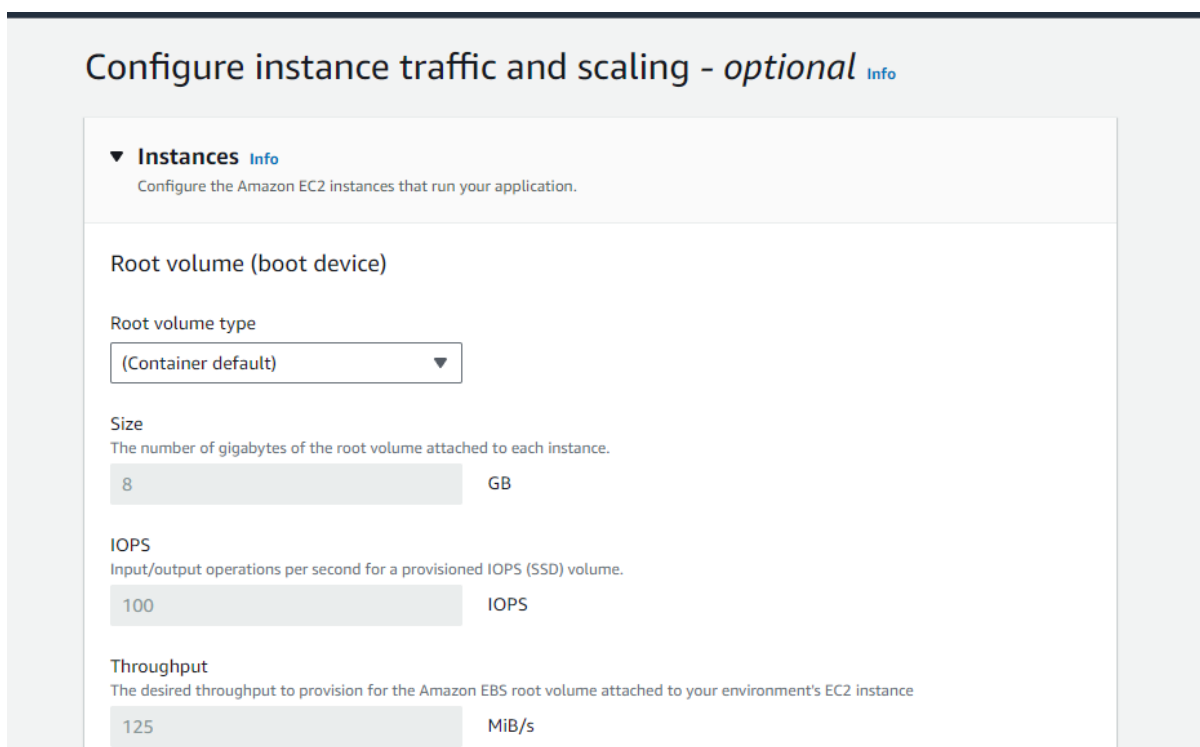 Configure instance traffic and scaling - optional Info
Instances Info
Configure the Amazon EC2 instances that run your application.
Root volume (boot device)
Root volume type
(Container default)
Size
The number of gigabytes of the root volume attached to each instance.
8 GB
IOPS
Input/output operations per second for a provisioned IOPS (SSD) volume.
100 IOPS
Throughput
The desired throughput to provision for the Amazon EBS root volume attached to your environment's EC2 instance
125 MiB/s